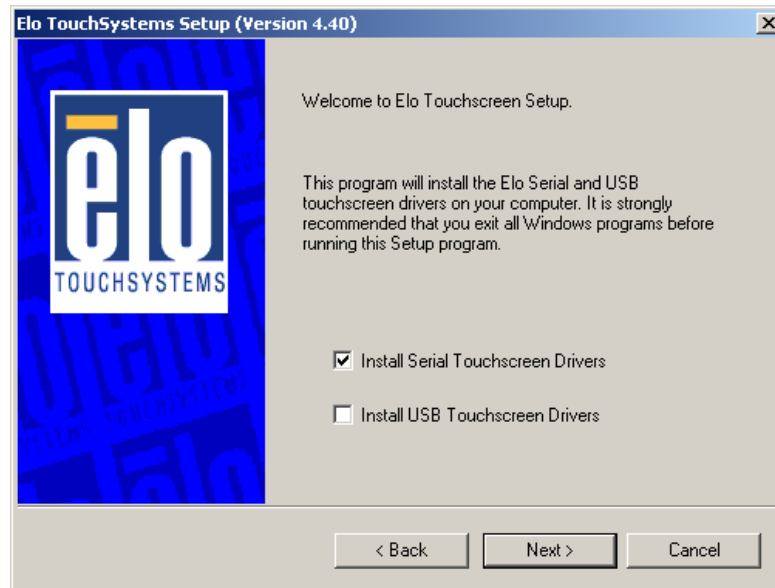 Elo TouchSystems Setup (Version 4.40)
ēlo
TOUCHSYSTEMS
Welcome to Elo Touchscreen Setup.
This program will install the Elo Serial and USB
touchscreen drivers on your computer. It is strongly
recommended that you exit all Windows programs before
running this Setup program.
Install Serial Touchscreen Drivers
Install USB Touchscreen Drivers
< Back
Next >
Cancel